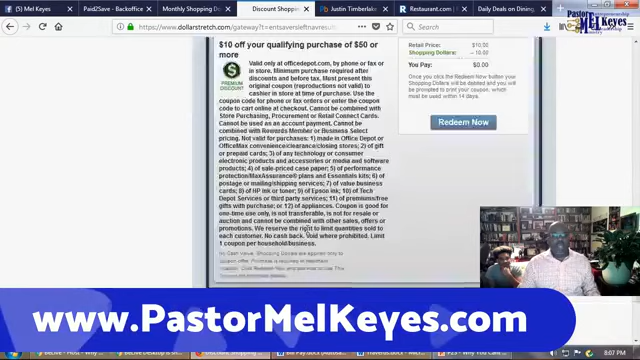 (f) Mel Keyes
Paid2Save - Backoffice
Monthly Shopping De
Discount Shopping
Justin Timberlake
Restaurant.com |
Daily Deals on Dining,
Pastor
Mel Keyes
https://www.dollarstretch.com/gateway?entsaversleftnavresu
Search
$10 off your qualifying purchase of $50 or
more
Valid only at officedepot.com, by phone or fax or
in store. Minimum purchase required after
discounts and before tax. Must present this
original coupon (reproductions not valid) to
cashier in store at time of purchase. Use the
coupon code for phone or fax orders or enter the
coupon code to cart online at checkout. Cannot be combined with
Store Purchasing, Procurement or Retail Connect Cards.
Cannot be used as an account payment. Cannot be
combined with Rewards Member or Business Select
pricing. Not valid for purchases: 1) made in Office Depot or
OfficeMax convenience/clearance/closing stores; 2) of gift
or prepaid cards; 3) of any technology or consumer
electronic products and accessories or media and software
products; 4) of sale-priced case paper; 5) of performance
protection/MaxAssurance® plans and Essentials kits; 6) of
postage or mailing/shipping services; 7) of value business
cards; 8) of HP ink or toner; 9) of Epson ink; 10) of Tech
Depot Services or third party services; 11) of premiums/free
gifts with purchase; or 12) of appliances. Coupon is good for
one-time use only, is not transferable, is not for resale or
auction and cannot be combined with other sales, offers or
promotions. We reserve the right to limit quantities sold to
each customer. No cash back. Void where prohibited. Limit
1 coupon per household/business.
PREMIUM
DISCOUNT
Retail Price: $10.00
Shopping Dollars: - 10.00
You Pay: $0.00
Once you click the Redeem Now button your
Shopping Dollars will be deleted and you will
be prompted to print your coupon, which
must be used within 14 days.
Redeem Now
www.PastorMelKeyes.com
8:07 PM